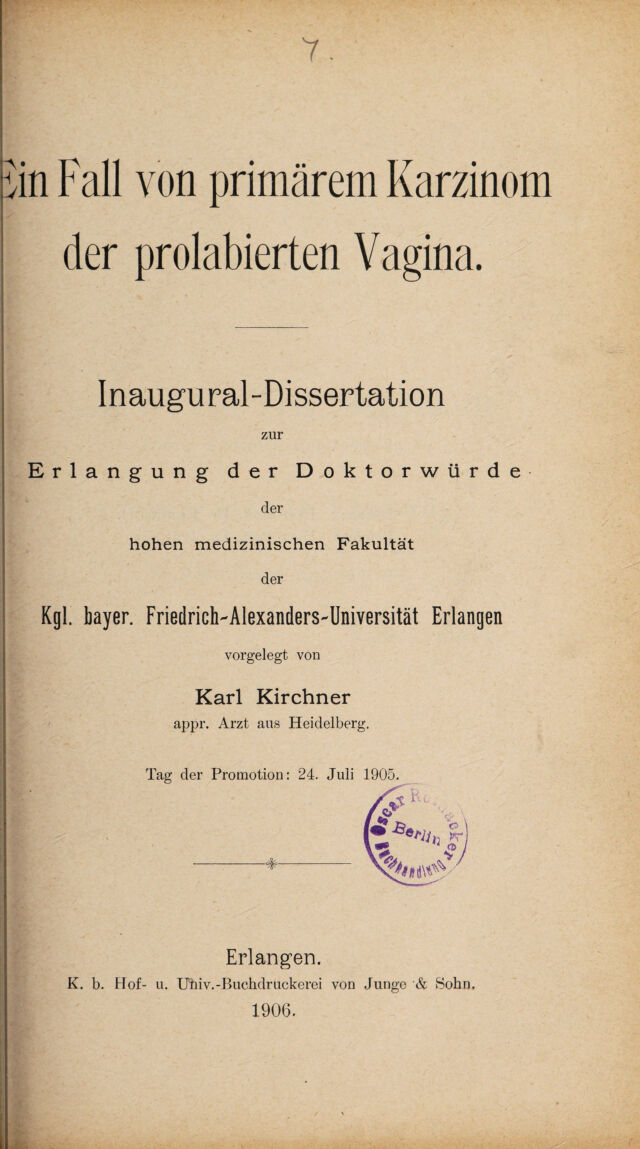 7.
Ein Fall von primärem Karzinom
der prolabierten Vagina.
Inaugural-Dissertation
zur
Erlangung der Doktorwürde
der
hohen medizinischen Fakultät
der
Kgl. bayer. Friedrich-Alexanders-Universität Erlangen
vorgelegt von
Karl Kirchner
appr. Arzt aus Heidelberg.
Tag der Promotion: 24. Juli 1905.
Oscar
Berlin
Buchhandlung
Erlangen.
K. b. Hof- u. Univ.-Buchdruckerei von Junge & Sohn.
1906.